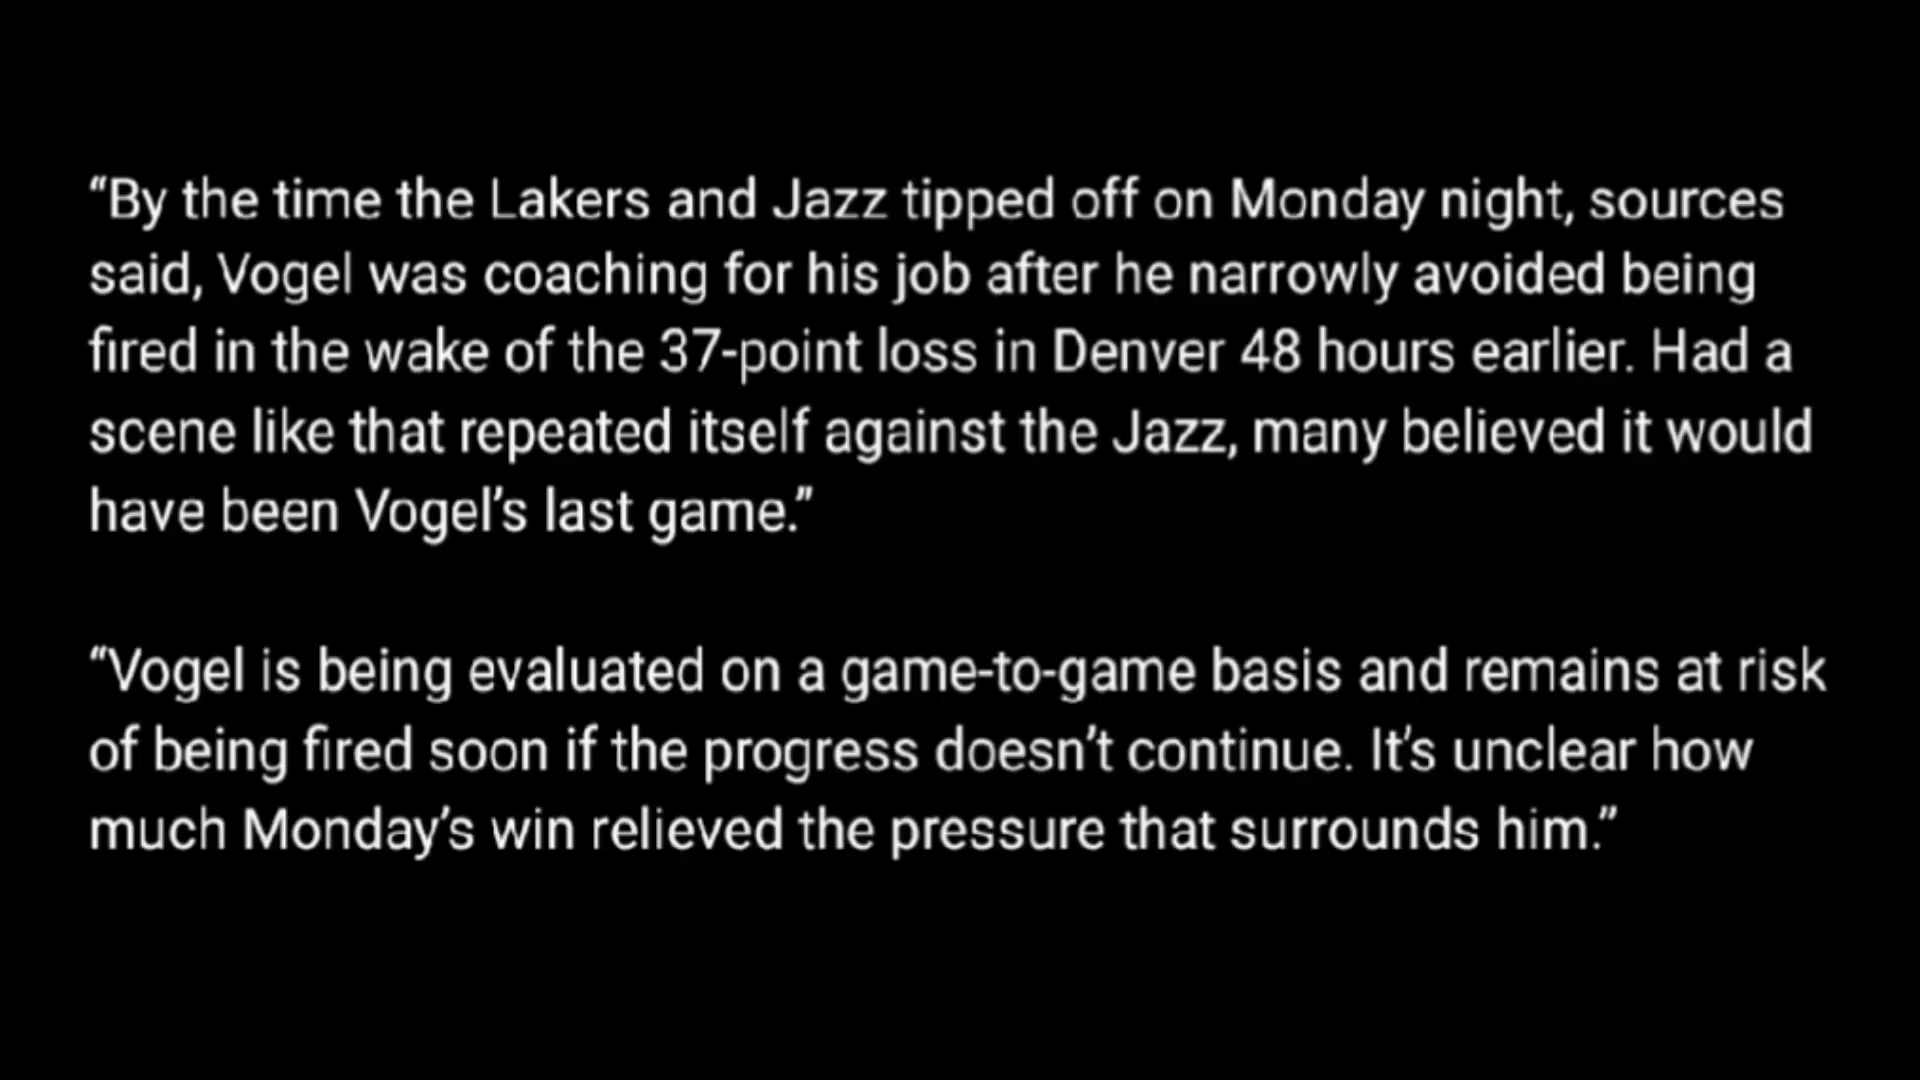 “By the time the Lakers and Jazz tipped off on Monday night, sources
said, Vogel was coaching for his job after he narrowly avoided being
fired in the wake of the 37-point loss in Denver 48 hours earlier. Had a
scene like that repeated itself against the Jazz, many believed it would
have been Vogel’s last game.”
“Vogel is being evaluated on a game-to-game basis and remains at risk
of being fired soon if the progress doesn’t continue. It’s unclear how
much Monday’s win relieved the pressure that surrounds him.”